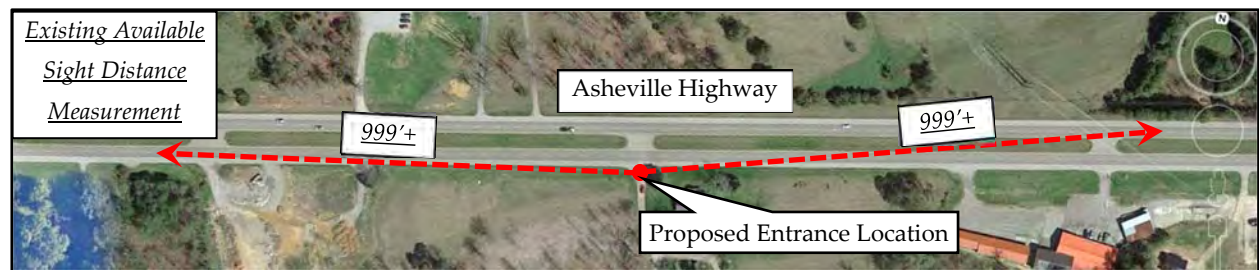 Existing Available
Sight Distance
Measurement
Asheville Highway
999'+
999'+
Proposed Entrance Location
N